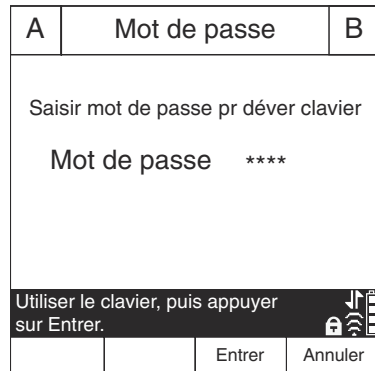 A Mot de passe B
Saisir mot de passe pr déver clavier
Mot de passe ****
Utiliser le clavier, puis appuyer
sur Entrer.
Entrer Annuler